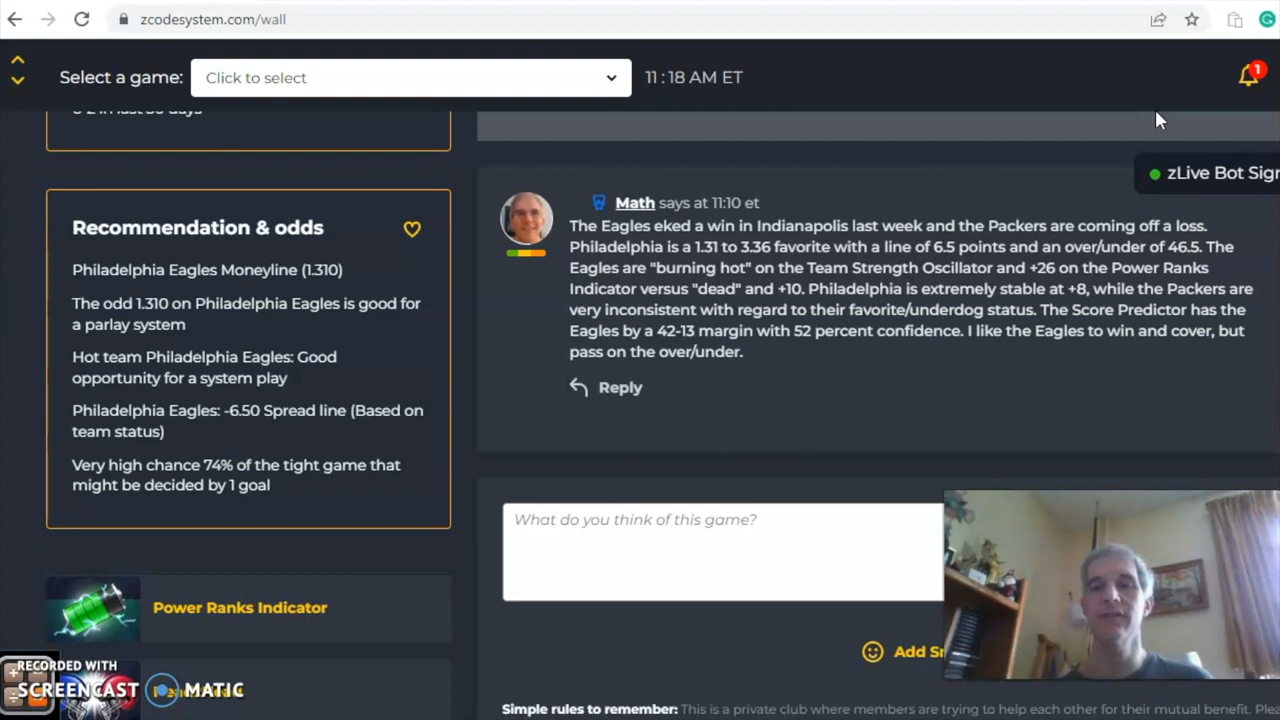 zcodesystem.com/wall
Select a game:
Click to select
11 : 18 AM ET
1
zLive Bot Sign
Recommendation & odds
Philadelphia Eagles Moneyline (1.310)
The odd 1.310 on Philadelphia Eagles is good for
a parlay system
Hot team Philadelphia Eagles: Good
opportunity for a system play
Philadelphia Eagles: -6.50 Spread line (Based on
team status)
Very high chance 74% of the tight game that
might be decided by 1 goal
Power Ranks Indicator
Math says at 11:10 et
The Eagles eked a win in Indianapolis last week and the Packers are coming off a loss.
Philadelphia is a 1.31 to 3.36 favorite with a line of 6.5 points and an over/under of 46.5. The
Eagles are "burning hot" on the Team Strength Oscillator and +26 on the Power Ranks
Indicator versus "dead" and +10. Philadelphia is extremely stable at +8, while the Packers are
very inconsistent with regard to their favorite/underdog status. The Score Predictor has the
Eagles by a 42-13 margin with 52 percent confidence. I like the Eagles to win and cover, but
pass on the over/under.
Reply
What do you think of this game?
Add Sm
Simple rules to remember: This is a private club where members are trying to help each other for their mutual benefit.
RECORDED WITH
SCREENCAST MATIC